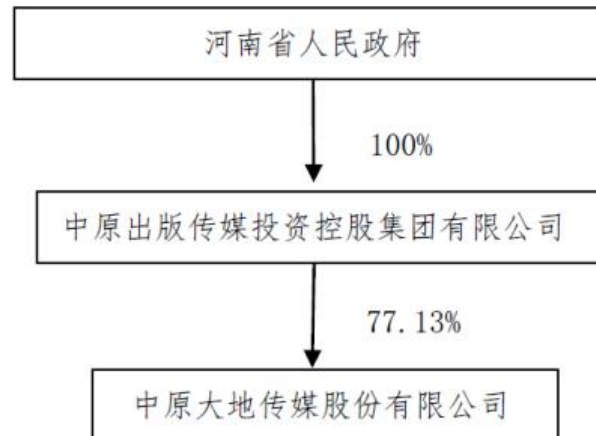 河南省人民政府
100%
中原出版传媒投资控股集团有限公司
77.13%
中原大地传媒股份有限公司